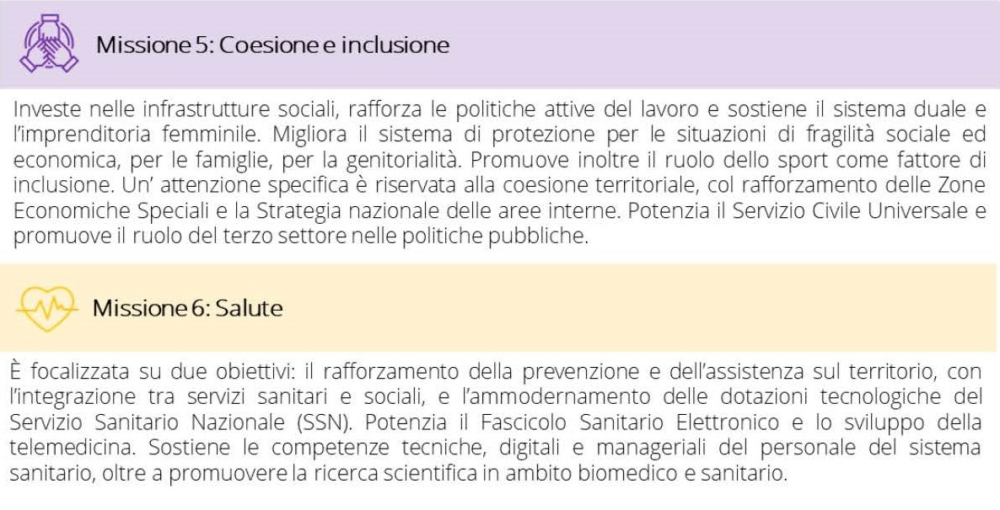 Missione 5: Coesione e inclusione
Investe nelle infrastrutture sociali, rafforza le politiche attive del lavoro e sostiene il sistema duale e
l’imprenditoria femminile. Migliora il sistema di protezione per le situazioni di fragilità sociale ed
economica, per le famiglie, per la genitorialità. Promuove inoltre il ruolo dello sport come fattore di
inclusione. Un’ attenzione specifica è riservata alla coesione territoriale, col rafforzamento delle Zone
Economiche Speciali e la Strategia nazionale delle aree interne. Potenzia il Servizio Civile Universale e
promuove il ruolo del terzo settore nelle politiche pubbliche.
Missione 6: Salute
È focalizzata su due obiettivi: il rafforzamento della prevenzione e dell’assistenza sul territorio, con
l’integrazione tra servizi sanitari e sociali, e l’ammodernamento delle dotazioni tecnologiche del
Servizio Sanitario Nazionale (SSN). Potenzia il Fascicolo Sanitario Elettronico e lo sviluppo della
telemedicina. Sostiene le competenze tecniche, digitali e manageriali del personale del sistema
sanitario, oltre a promuovere la ricerca scientifica in ambito biomedico e sanitario.